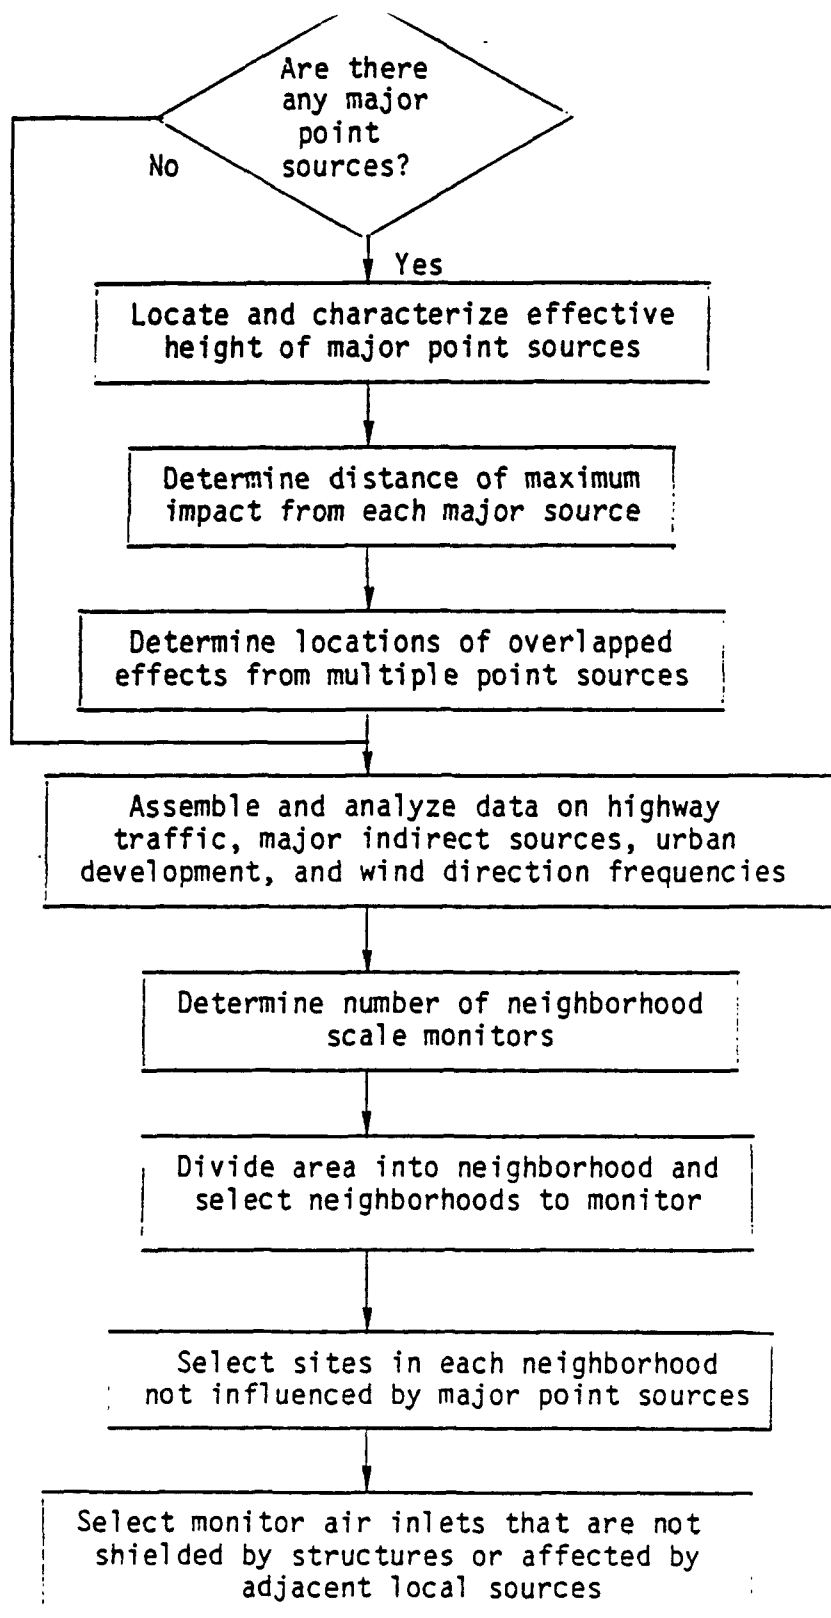 Are there
any major
point
sources?
No
Yes
Locate and characterize effective
height of major point sources
Determine distance of maximum
impact from each major source
Determine locations of overlapped
effects from multiple point sources
Assemble and analyze data on highway
traffic, major indirect sources, urban
development, and wind direction frequencies
Determine number of neighborhood
scale monitors
Divide area into neighborhood and
select neighborhoods to monitor
Select sites in each neighborhood
not influenced by major point sources
Select monitor air inlets that are not
shielded by structures or affected by
adjacent local sources